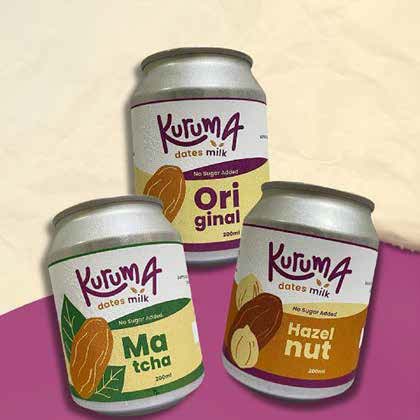 KurumA
dates milk
No Sugar Added
Ori
ginal
200ml
KurumA
dates milk
No Sugar Added
Ma
tcha
200ml
KurumA
dates milk
No Sugar Added
Hazel
nut
200ml